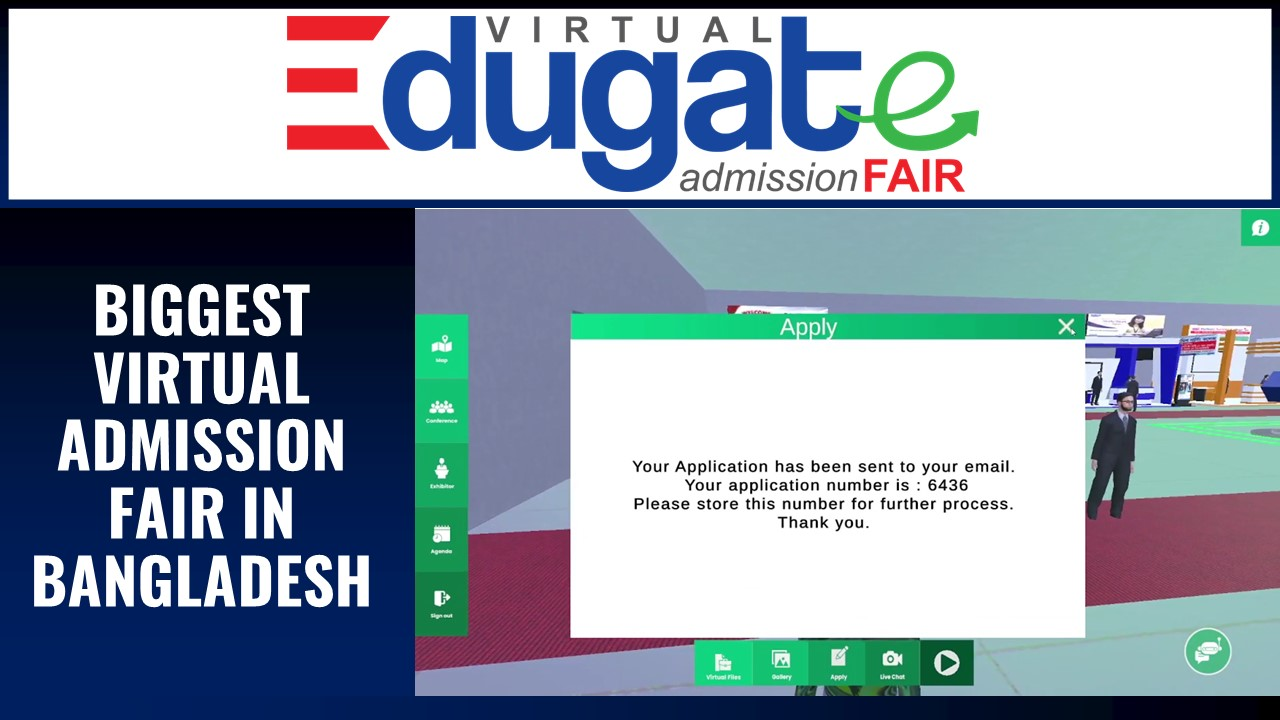 VIRTUAL
Edugate
admission FAIR
BIGGEST
VIRTUAL
ADMISSION
FAIR IN
BANGLADESH
Apply
Map
Conference
Exhibitor
Agenda
Sign out
Your Application has been sent to your email.
Your application number is : 6436
Please store this number for further process.
Thank you.
Virtual Files
Gallery
Apply
Live Chat